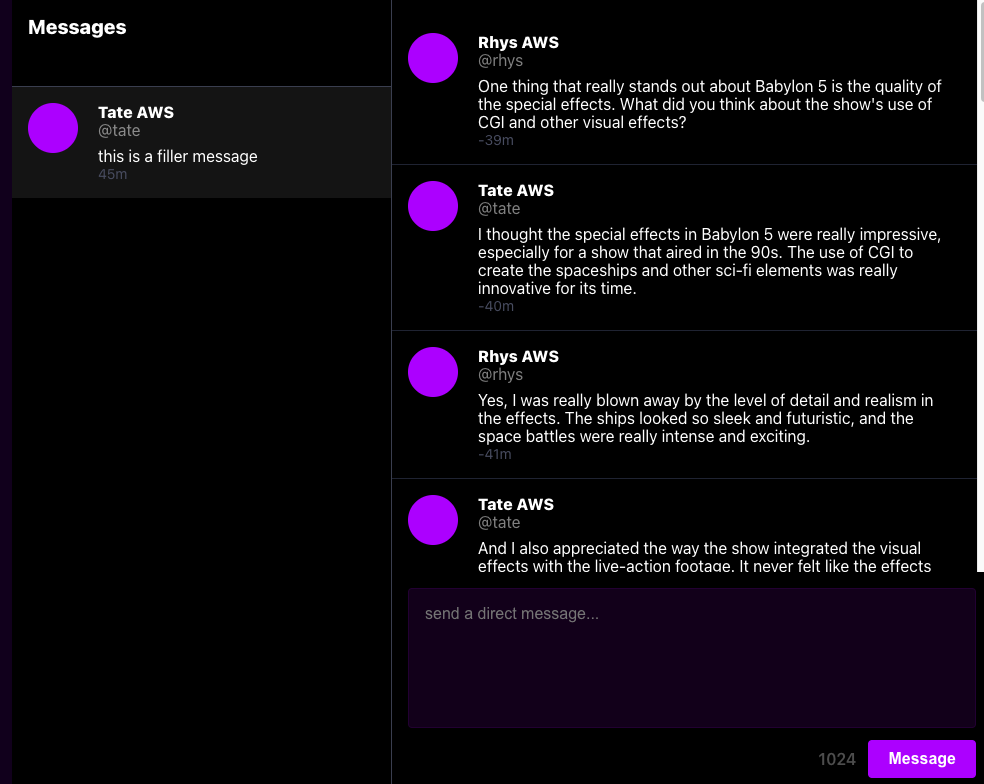 Messages
Tate AWS
@tate
this is a filler message
45m
Rhys AWS
@rhys
One thing that really stands out about Babylon 5 is the quality of
the special effects. What did you think about the show's use of
CGI and other visual effects?
-39m
Tate AWS
@tate
I thought the special effects in Babylon 5 were really impressive,
especially for a show that aired in the 90s. The use of CGI to
create the spaceships and other sci-fi elements was really
innovative for its time.
-40m
Rhys AWS
@rhys
Yes, I was really blown away by the level of detail and realism in
the effects. The ships looked so sleek and futuristic, and the
space battles were really intense and exciting.
-41m
Tate AWS
@tate
And I also appreciated the way the show integrated the visual
effects with the live-action footage. It never felt like the effects
send a direct message...
1024
Message